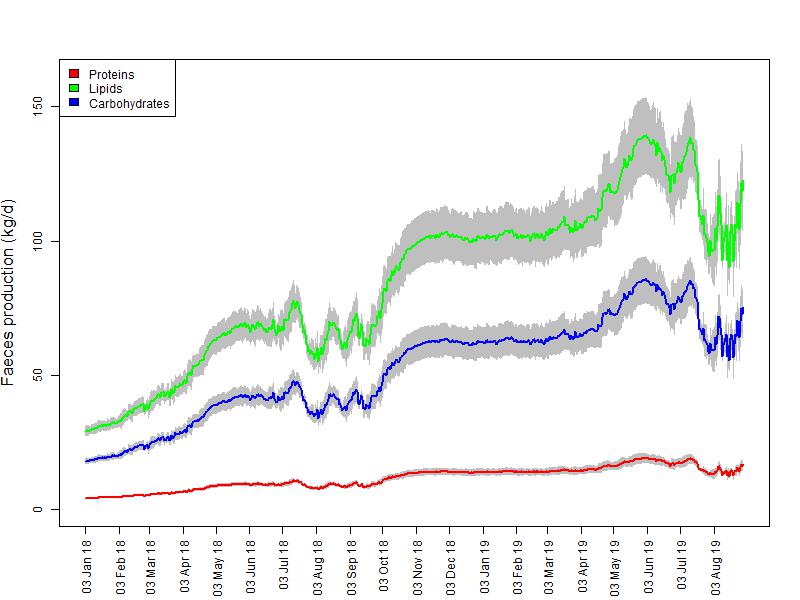 Proteins
Lipids
Carbohydrates
Faeces production (kg/d)
150
100
50
0
03 Jan 18
03 Feb 18
03 Mar 18
03 Apr 18
03 May 18
03 Jun 18
03 Jul 18
03 Aug 18
03 Sep 18
03 Oct 18
03 Nov 18
03 Dec 18
03 Jan 19
03 Feb 19
03 Mar 19
03 Apr 19
03 May 19
03 Jun 19
03 Jul 19
03 Aug 19